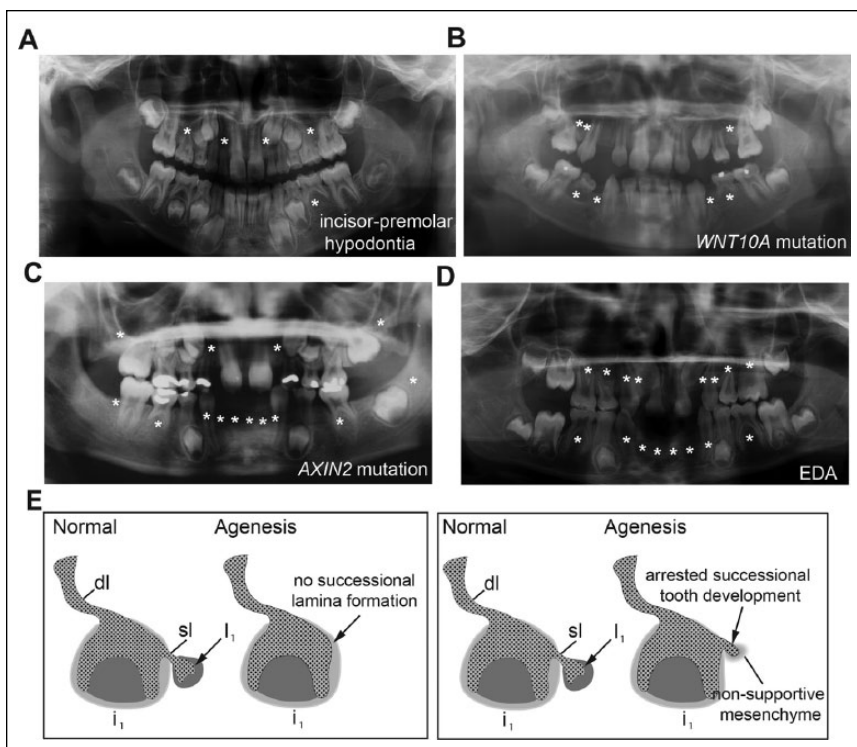 A
B
*
*
*
*
*
incisor-premolar
hypodontia
* *
*
* *
* *
WNT10A mutation
C
D
*
*
* *
*
*
*
* * * * * *
*
AXIN2 mutation
* * * * * * * *
*
* * * * * *
*
EDA
E
Normal
Agenesis
dl
no successional
lamina formation
sl
I1
i1
i1
Normal
Agenesis
dl
arrested successional
tooth development
sl
I1
non-supportive
mesenchyme
i1
i1